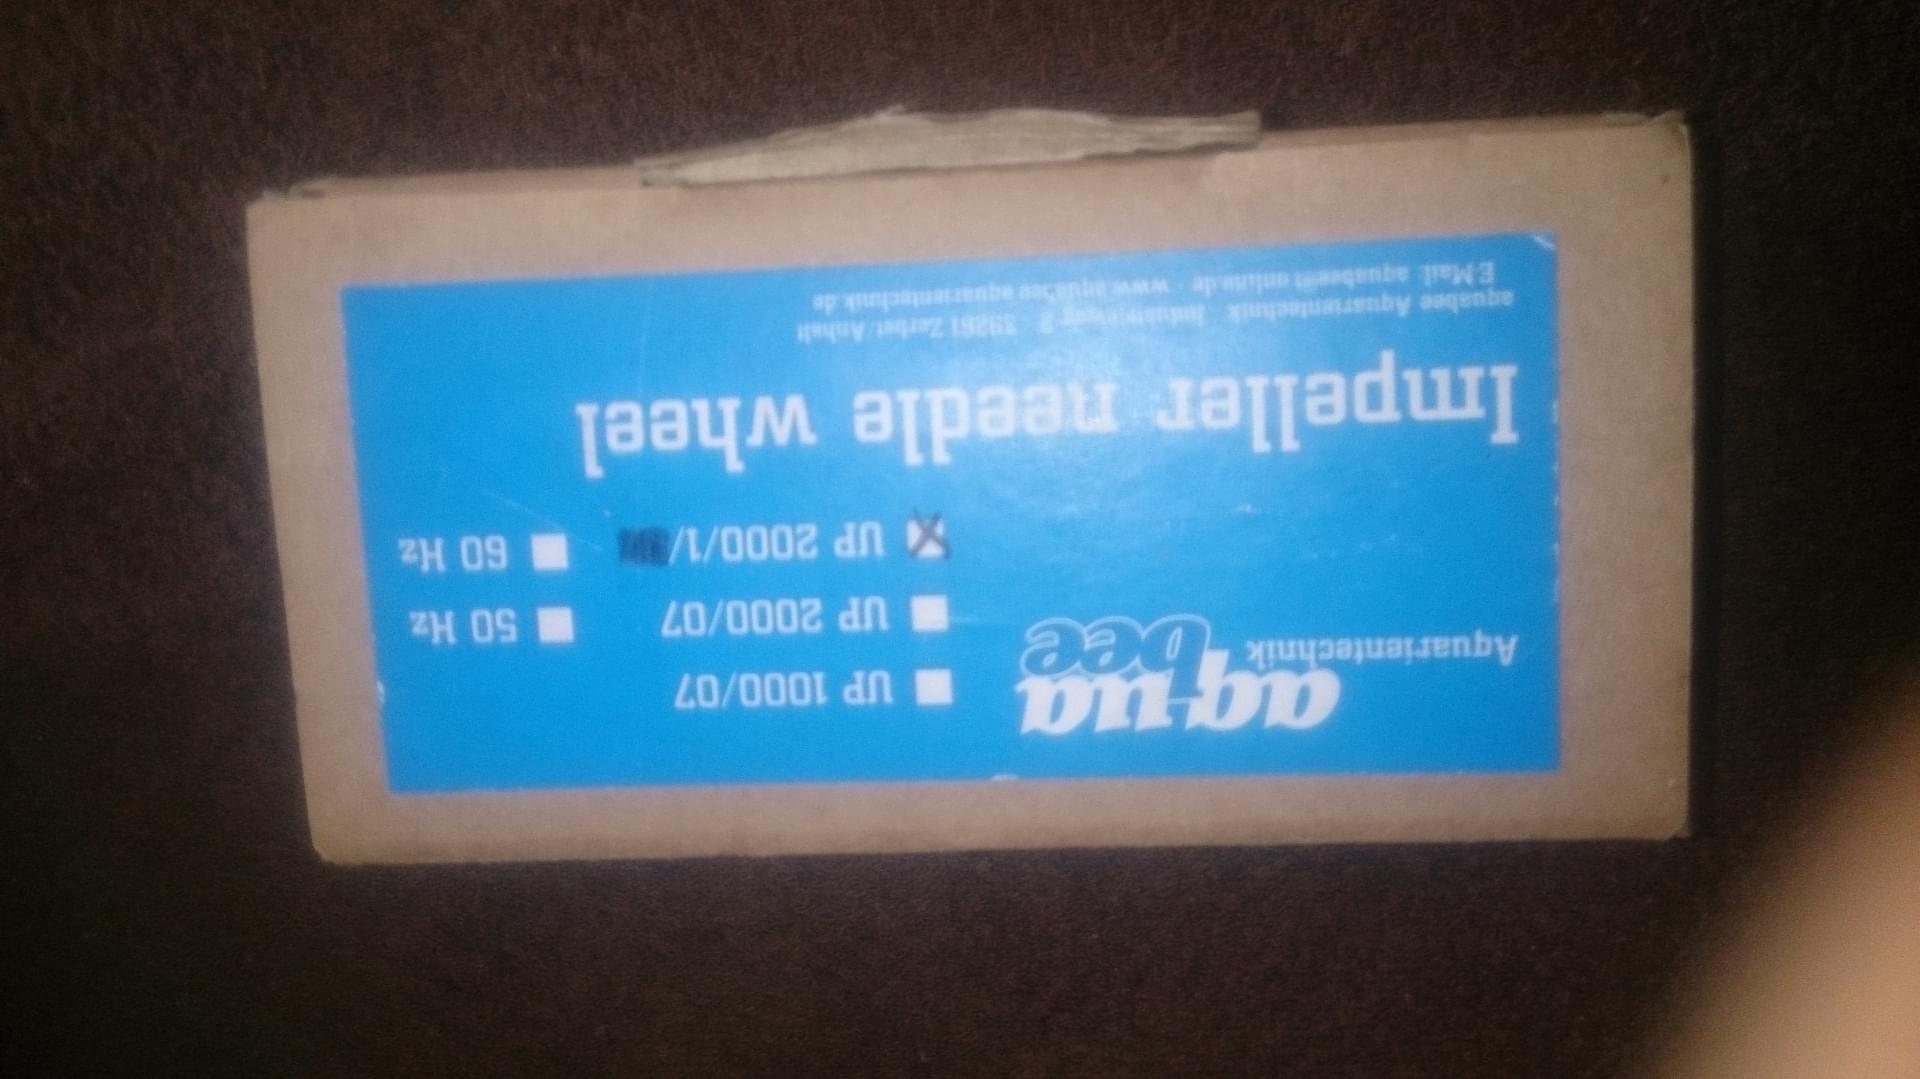 aqua
bee
Aquarientechnik
UP 1000/07
UP 2000/07
50 Hz
UP 2000/1/
60 Hz
Impeller needle wheel
aquabee Aquarientechnik · Industrieweg 3 · 39261 Zerbst/Anhalt
E-Mail: aquabee@t-online.de · www.aquabee-aquarientechnik.de